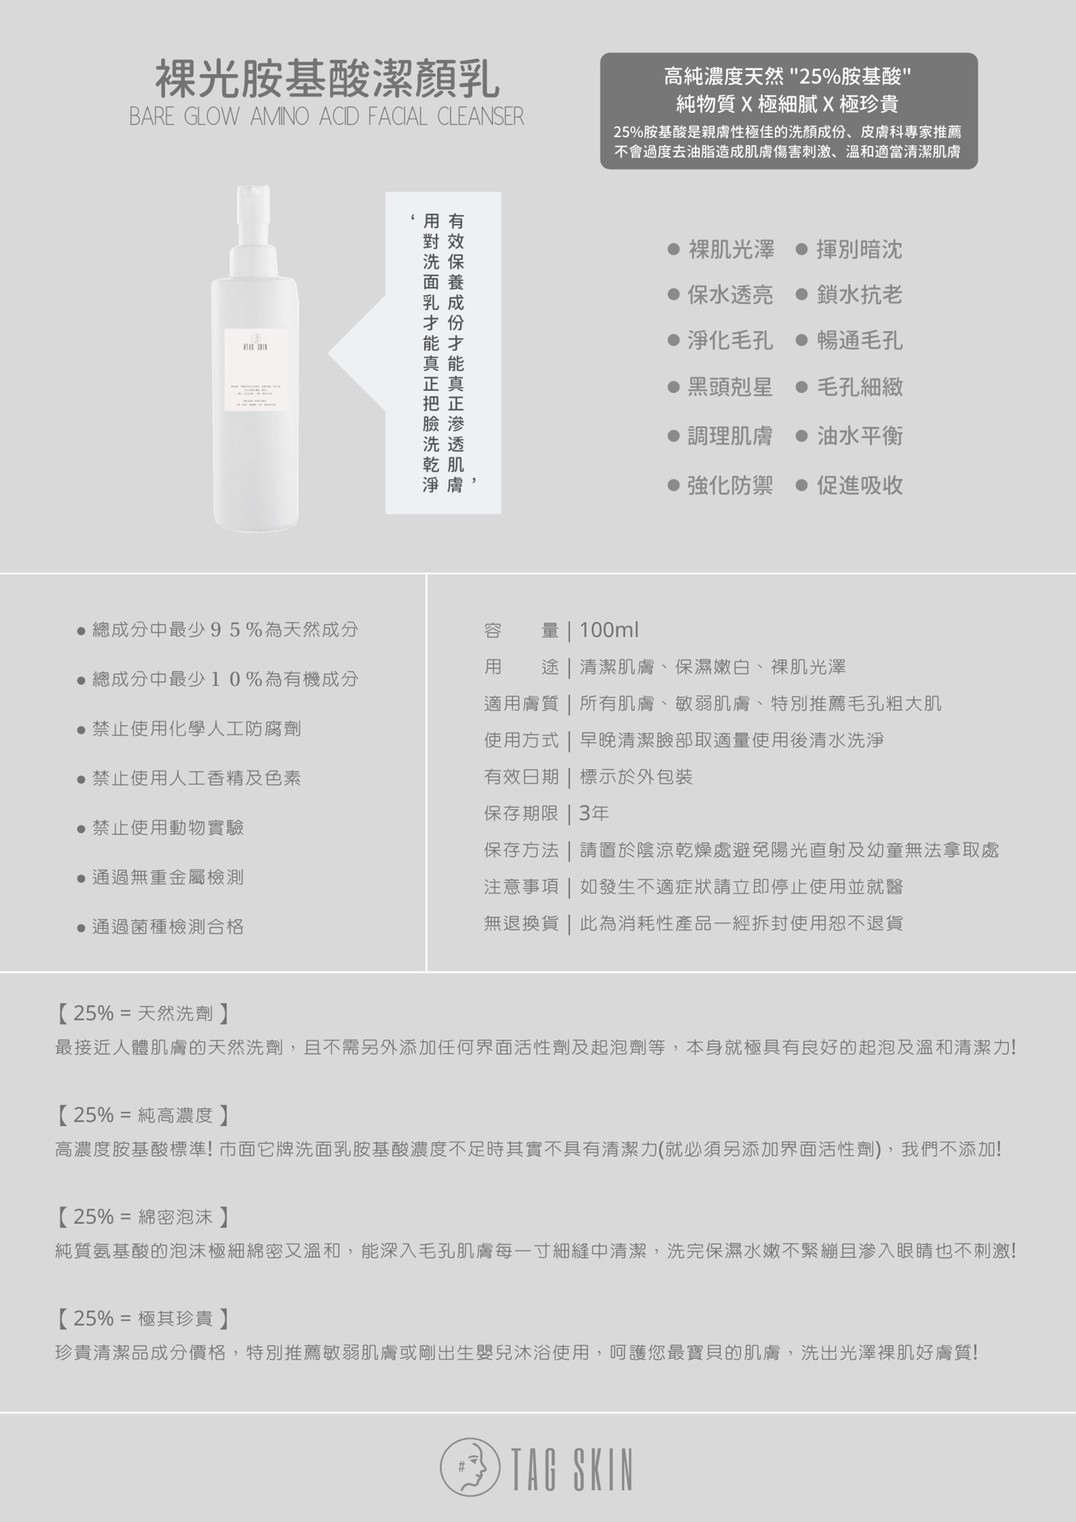 裸光胺基酸潔顏乳
BARE GLOW AMINO ACID FACIAL CLEANSER
高純濃度天然 "25%胺基酸"
純物質 X 極細膩 X 極珍貴
25%胺基酸是親膚性極佳的洗顏成份、皮膚科專家推薦
不會過度去油脂造成肌膚傷害刺激、溫和適當清潔肌膚
#TAG SKIN
有效保養成份才能真正滲透肌膚，
‘用對洗面乳才能真正把臉洗乾淨
● 裸肌光澤 ● 揮別暗沈
● 保水透亮 ● 鎖水抗老
● 淨化毛孔 ● 暢通毛孔
● 黑頭剋星 ● 毛孔細緻
● 調理肌膚 ● 油水平衡
● 強化防禦 ● 促進吸收
● 總成分中最少95%為天然成分
● 總成分中最少10%為有機成分
● 禁止使用化學人工防腐劑
● 禁止使用人工香精及色素
● 禁止使用動物實驗
● 通過無重金屬檢測
● 通過菌種檢測合格
容　　量 | 100ml
用　　途 | 清潔肌膚、保濕嫩白、裸肌光澤
適用膚質 | 所有肌膚、敏弱肌膚、特別推薦毛孔粗大肌
使用方式 | 早晚清潔臉部取適量使用後清水洗淨
有效日期 | 標示於外包裝
保存期限 | 3年
保存方法 | 請置於陰涼乾燥處避免陽光直射及幼童無法拿取處
注意事項 | 如發生不適症狀請立即停止使用並就醫
無退換貨 | 此為消耗性產品一經拆封使用恕不退貨
【 25% = 天然洗劑 】
最接近人體肌膚的天然洗劑，且不需另外添加任何界面活性劑及起泡劑等，本身就極具有良好的起泡及溫和清潔力!
【 25% = 純高濃度 】
高濃度胺基酸標準! 市面它牌洗面乳胺基酸濃度不足時其實不具有清潔力(就必須另添加界面活性劑)，我們不添加!
【 25% = 綿密泡沫 】
純質氨基酸的泡沫極細綿密又溫和，能深入毛孔肌膚每一寸細縫中清潔，洗完保濕水嫩不緊繃且滲入眼睛也不刺激!
【 25% = 極其珍貴 】
珍貴清潔品成分價格，特別推薦敏弱肌膚或剛出生嬰兒沐浴使用，呵護您最寶貝的肌膚，洗出光澤裸肌好膚質!
# TAG SKIN